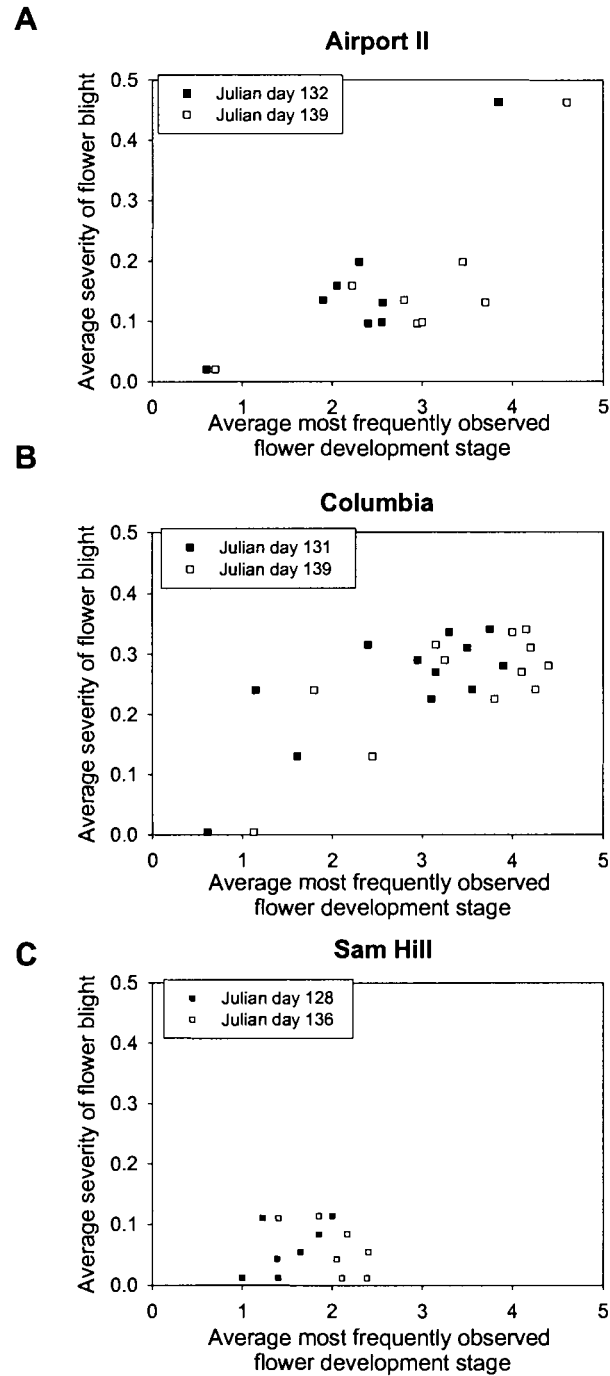 A
Airport II
Average severity of flower blight
0.5
0.4
0.3
0.2
0.1
0.0
Julian day 132
Julian day 139
0 1 2 3 4 5
Average most frequently observed
flower development stage
B
Columbia
Average severity of flower blight
0.5
0.4
0.3
0.2
0.1
0.0
Julian day 131
Julian day 139
0 1 2 3 4 5
Average most frequently observed
flower development stage
C
Sam Hill
Average severity of flower blight
0.5
0.4
0.3
0.2
0.1
0.0
Julian day 128
Julian day 136
0 1 2 3 4 5
Average most frequently observed
flower development stage